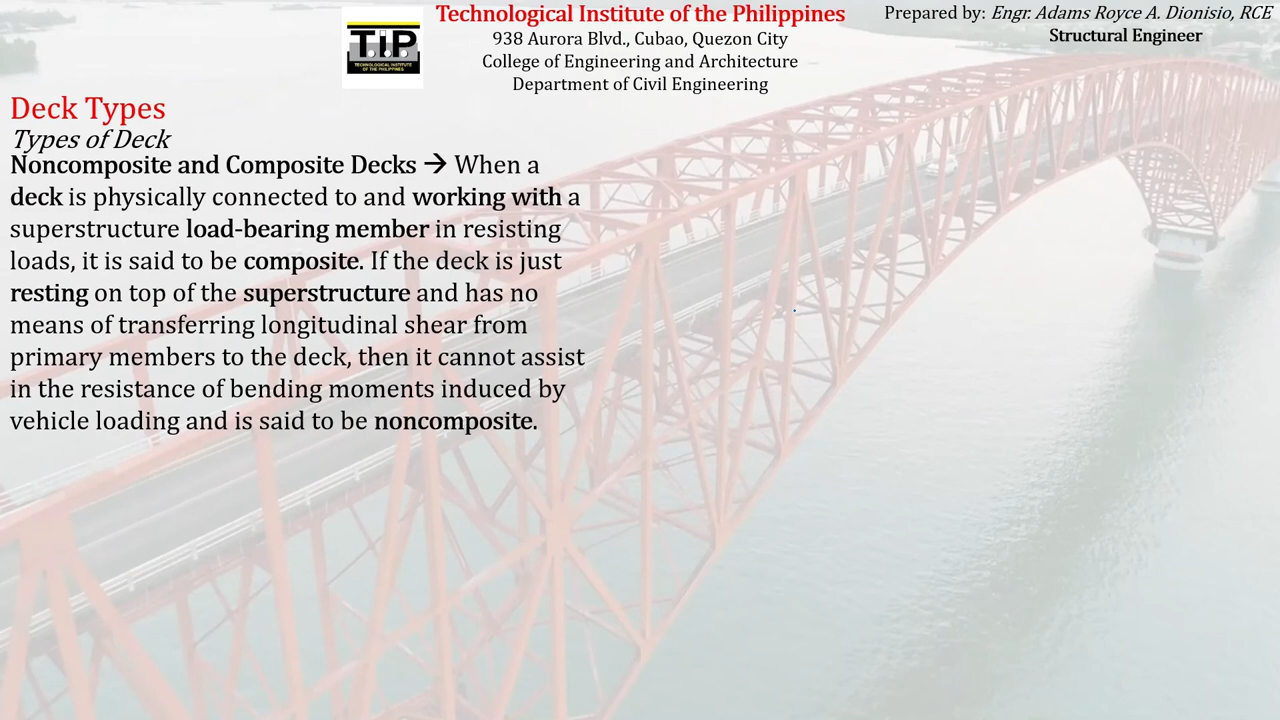 Technological Institute of the Philippines
938 Aurora Blvd., Cubao, Quezon City
College of Engineering and Architecture
Department of Civil Engineering
Prepared by: Engr. Adams Royce A. Dionisio, RCE
Structural Engineer
TIP
TECHNOLOGICAL INSTITUTE
OF THE PHILIPPINES
Deck Types
Types of Deck
Noncomposite and Composite Decks → When a
deck is physically connected to and working with a
superstructure load-bearing member in resisting
loads, it is said to be composite. If the deck is just
resting on top of the superstructure and has no
means of transferring longitudinal shear from
primary members to the deck, then it cannot assist
in the resistance of bending moments induced by
vehicle loading and is said to be noncomposite.